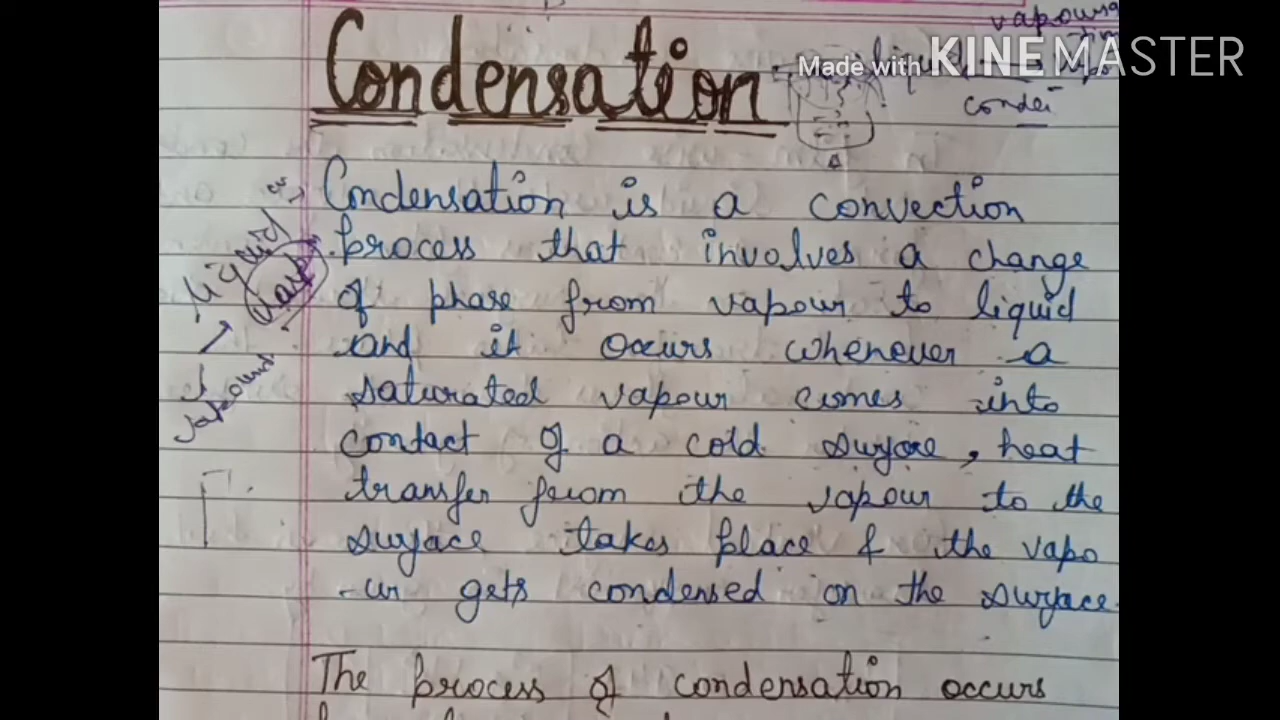 vapours
Condensation
Made with KINEMASTER
Condensation is a convection
process that involves a change
of phase from vapour to liquid
and it occurs whenever a
saturated vapour comes into
contact of a cold surface, heat
transfer from the vapour to the
surface takes place & the vapo
-ur gets condensed on the surface
Liquid
The process of condensation occurs